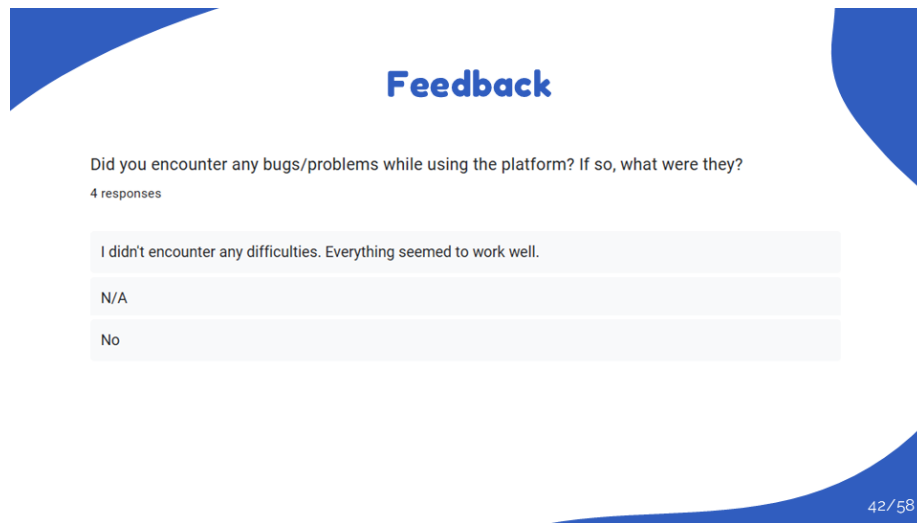 Feedback
Did you encounter any bugs/problems while using the platform? If so, what were they?
4 responses
I didn't encounter any difficulties. Everything seemed to work well.
N/A
No
42/58